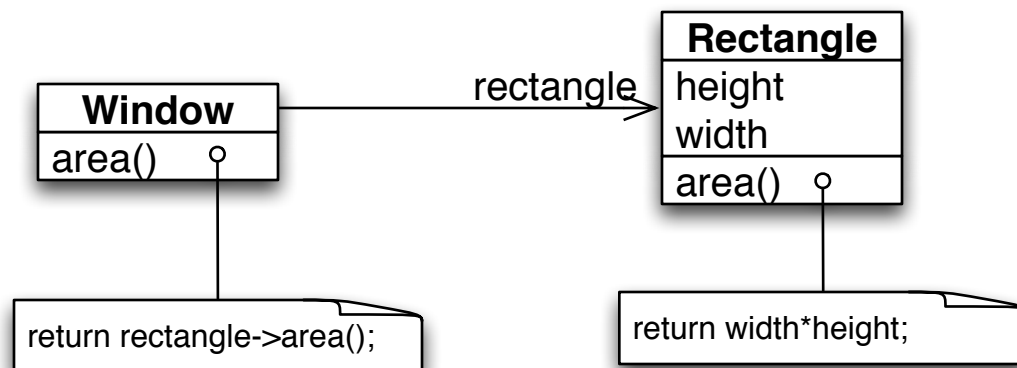 Window
area()
rectangle
Rectangle
height
width
area()
return rectangle->area();
return width*height;